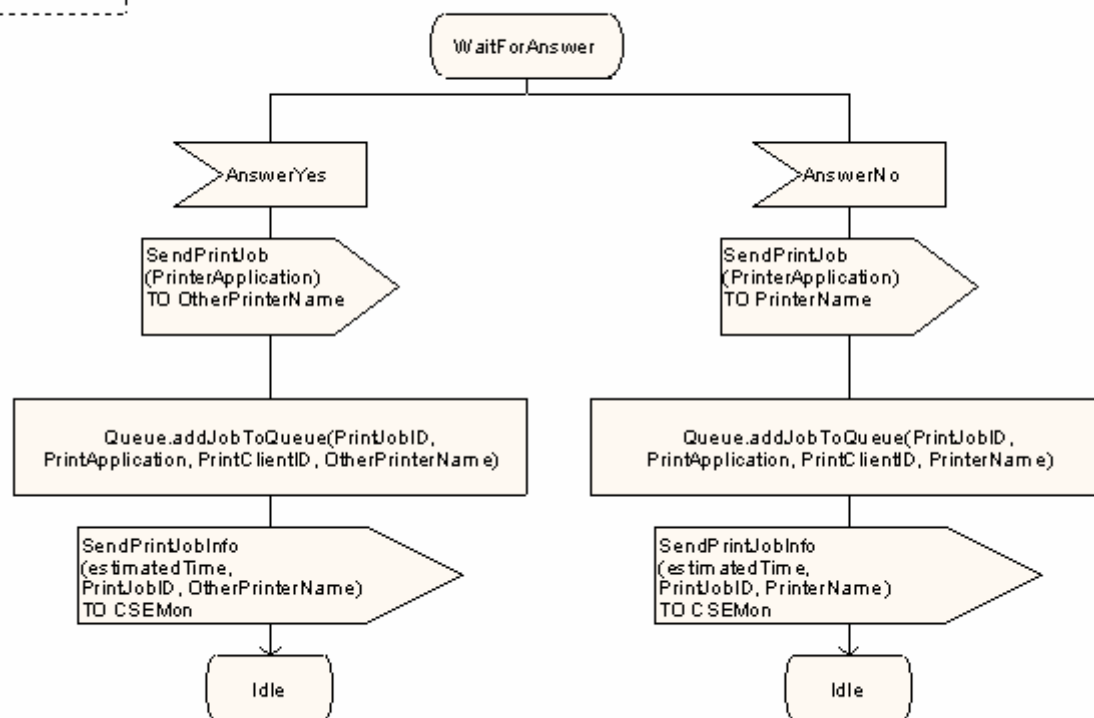 WaitForAnswer
AnswerYes
SendPrintJob
(PrinterApplication)
TO OtherPrinterName
Queue.addJobToQueue(PrintJobID,
PrintApplication, PrintClientID, OtherPrinterName)
SendPrintJobInfo
(estimatedTime,
PrintJobID, OtherPrinterName)
TO CSEMon
Idle
AnswerNo
SendPrintJob
(PrinterApplication)
TO PrinterName
Queue.addJobToQueue(PrintJobID,
PrintApplication, PrintClientID, PrinterName)
SendPrintJobInfo
(estimatedTime,
PrintJobID, PrinterName)
TO CSEMon
Idle